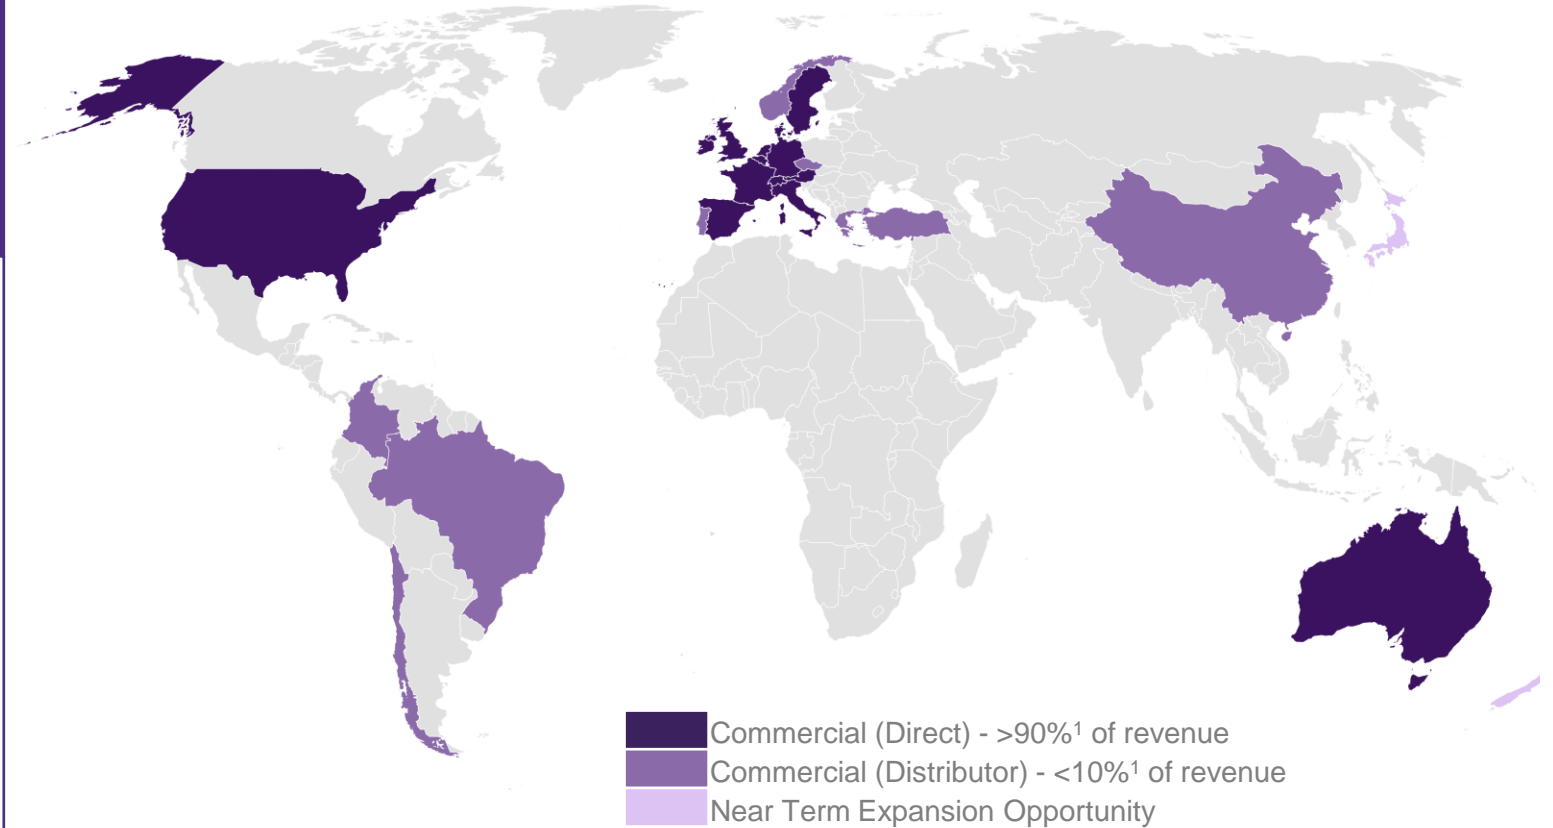 Commercial (Direct) - >90%¹ of revenue
Commercial (Distributor) - <10%¹ of revenue
Near Term Expansion Opportunity